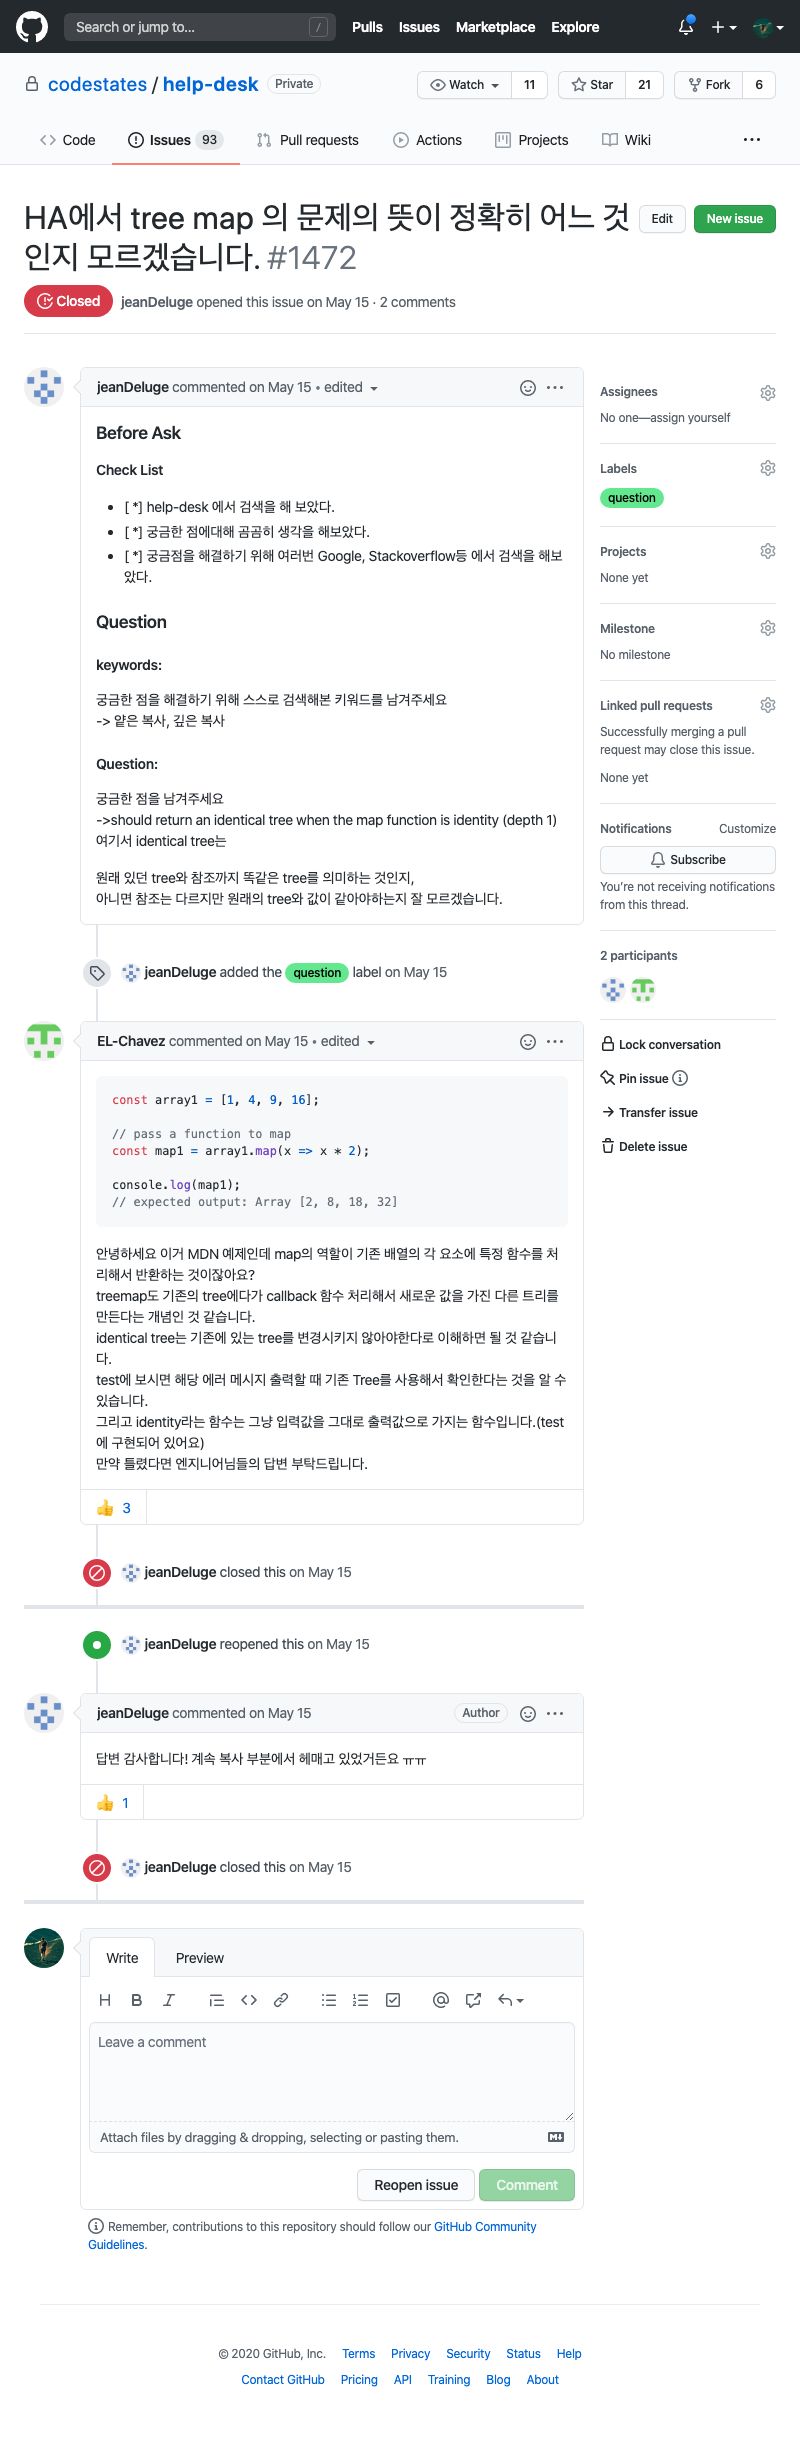 Search or jump to... /
Pulls Issues Marketplace Explore
codestates / help-desk Private
Watch 11 Star 21 Fork 6
Code Issues 93 Pull requests Actions Projects Wiki ...
HA에서 tree map 의 문제의 뜻이 정확히 어느 것
인지 모르겠습니다. #1472
Edit New issue
Closed jeanDeluge opened this issue on May 15 · 2 comments
jeanDeluge commented on May 15 • edited
Before Ask
Check List
[ *] help-desk 에서 검색을 해 보았다.
[ *] 궁금한 점에대해 곰곰히 생각을 해보았다.
[ *] 궁금점을 해결하기 위해 여러번 Google, Stackoverflow등 에서 검색을 해보
았다.
Question
keywords:
궁금한 점을 해결하기 위해 스스로 검색해본 키워드를 남겨주세요
-> 얕은 복사, 깊은 복사
Question:
궁금한 점을 남겨주세요
->should return an identical tree when the map function is identity (depth 1)
여기서 identical tree는
원래 있던 tree와 참조까지 똑같은 tree를 의미하는 것인지,
아니면 참조는 다르지만 원래의 tree와 값이 같아야하는지 잘 모르겠습니다.
jeanDeluge added the question label on May 15
EL-Chavez commented on May 15 • edited
const array1 = [1, 4, 9, 16];
// pass a function to map
const map1 = array1.map(x => x * 2);
console.log(map1);
// expected output: Array [2, 8, 18, 32]
안녕하세요 이거 MDN 예제인데 map의 역할이 기존 배열의 각 요소에 특정 함수를 처
리해서 반환하는 것이잖아요?
treemap도 기존의 tree에다가 callback 함수 처리해서 새로운 값을 가진 다른 트리를
만든다는 개념인 것 같습니다.
identical tree는 기존에 있는 tree를 변경시키지 않아야한다로 이해하면 될 것 같습니
다.
test에 보시면 해당 에러 메시지 출력할 때 기존 Tree를 사용해서 확인한다는 것을 알 수
있습니다.
그리고 identity라는 함수는 그냥 입력값을 그대로 출력값으로 가지는 함수입니다.(test
에 구현되어 있어요)
만약 틀렸다면 엔지니어님들의 답변 부탁드립니다.
👍 3
jeanDeluge closed this on May 15
jeanDeluge reopened this on May 15
jeanDeluge commented on May 15 Author
답변 감사합니다! 계속 복사 부분에서 헤매고 있었거든요 ㅠㅠ
👍 1
jeanDeluge closed this on May 15
Write Preview
Leave a comment
Attach files by dragging & dropping, selecting or pasting them.
Reopen issue Comment
Remember, contributions to this repository should follow our GitHub Community
Guidelines.
Assignees
No one—assign yourself
Labels
question
Projects
None yet
Milestone
No milestone
Linked pull requests
Successfully merging a pull
request may close this issue.
None yet
Notifications Customize
Subscribe
You're not receiving notifications
from this thread.
2 participants
Lock conversation
Pin issue
Transfer issue
Delete issue
© 2020 GitHub, Inc. Terms Privacy Security Status Help
Contact GitHub Pricing API Training Blog About